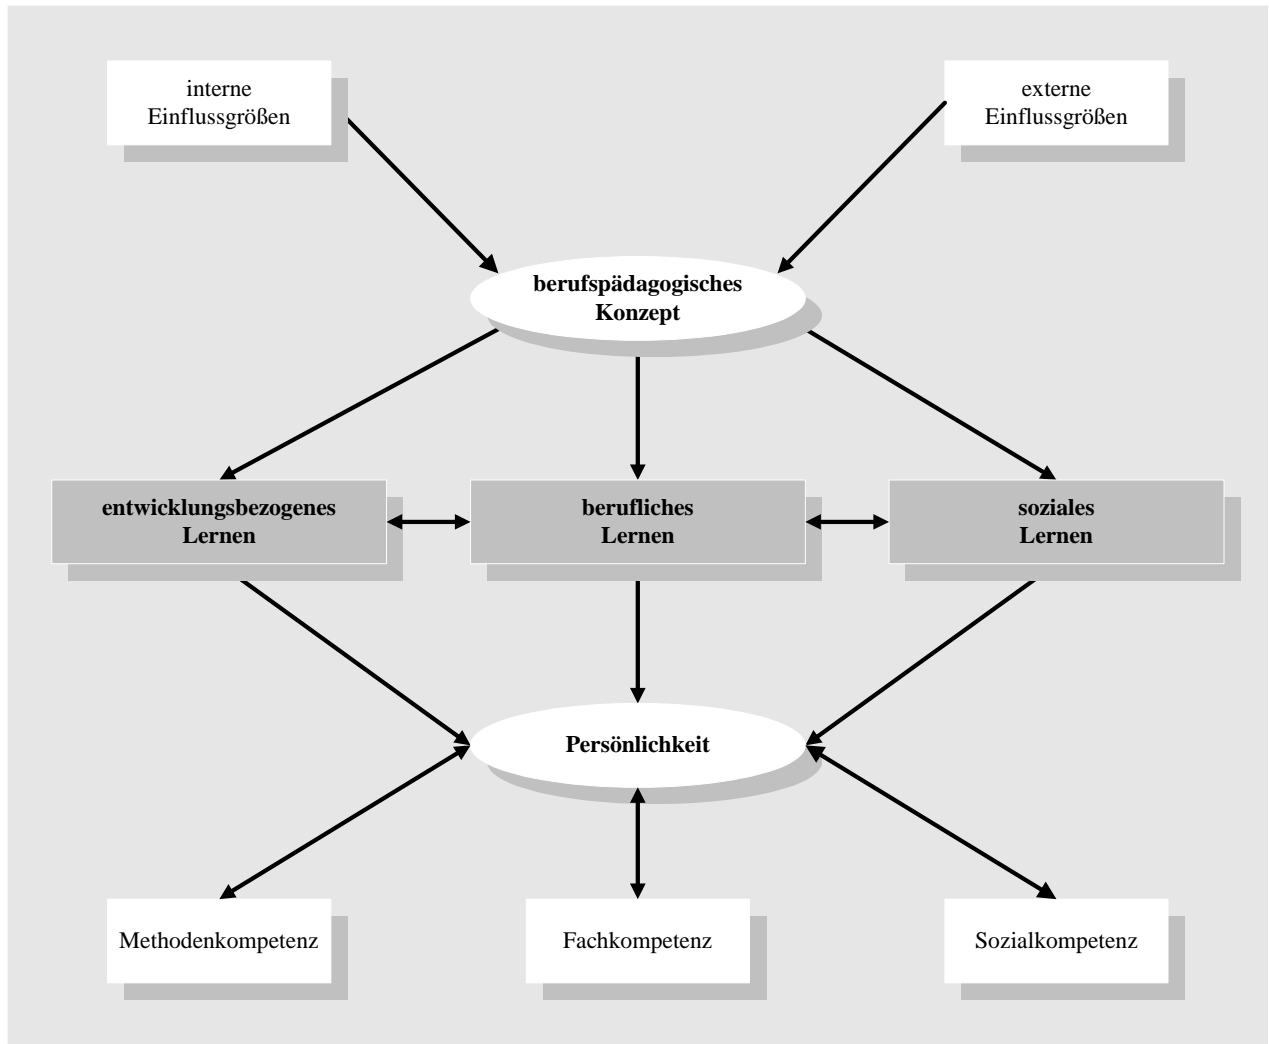 interne
Einflussgrößen
externe
Einflussgrößen
berufspädagogisches
Konzept
entwicklungsbezogenes
Lernen
berufliches
Lernen
soziales
Lernen
Persönlichkeit
Methodenkompetenz
Fachkompetenz
Sozialkompetenz